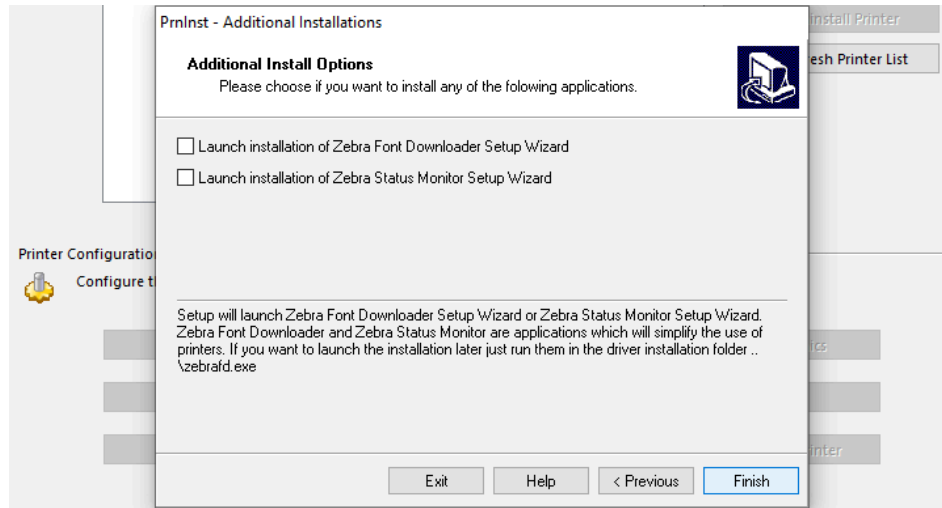 PrnInst - Additional Installations
install Printer
Additional Install Options
Please choose if you want to install any of the folowing applications.
esh Printer List
Launch installation of Zebra Font Downloader Setup Wizard
Launch installation of Zebra Status Monitor Setup Wizard
Printer Configuratio
Configure t
Setup will launch Zebra Font Downloader Setup Wizard or Zebra Status Monitor Setup Wizard.
Zebra Font Downloader and Zebra Status Monitor are applications which will simplify the use of
printers. If you want to launch the installation later just run them in the driver installation folder ..
\zebrafd.exe
ics
inter
Exit
Help
< Previous
Finish